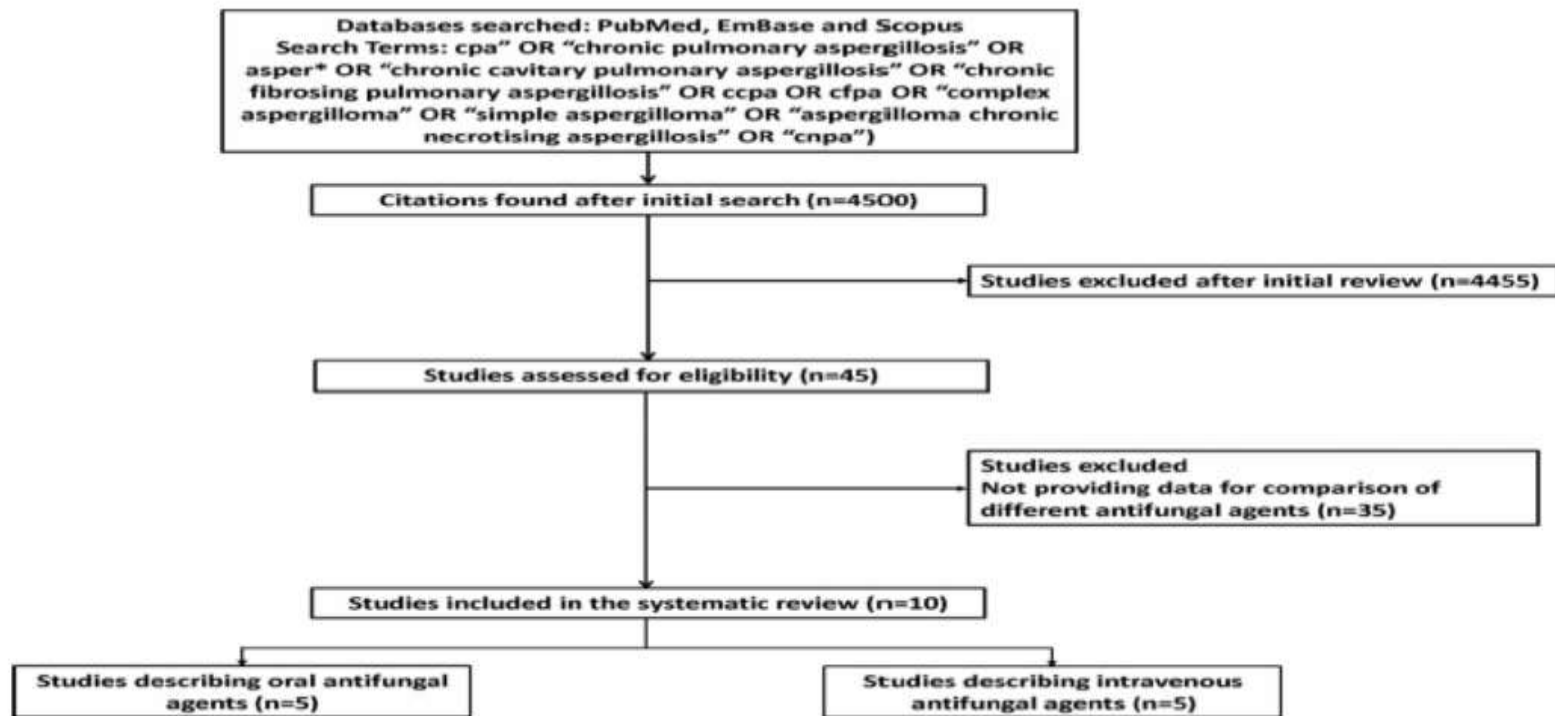 Databases searched: PubMed, EmBase and Scopus
Search Terms: cpa” OR “chronic pulmonary aspergillosis” OR
asper* OR “chronic cavitary pulmonary aspergillosis” OR “chronic
fibrosing pulmonary aspergillosis” OR ccpa OR cfpa OR “complex
aspergilloma” OR “simple aspergilloma” OR “aspergilloma chronic
necrotising aspergillosis” OR “cnpa”)
Citations found after initial search (n=4500)
Studies excluded after initial review (n=4455)
Studies assessed for eligibility (n=45)
Studies excluded
Not providing data for comparison of
different antifungal agents (n=35)
Studies included in the systematic review (n=10)
Studies describing oral antifungal
agents (n=5)
Studies describing intravenous
antifungal agents (n=5)